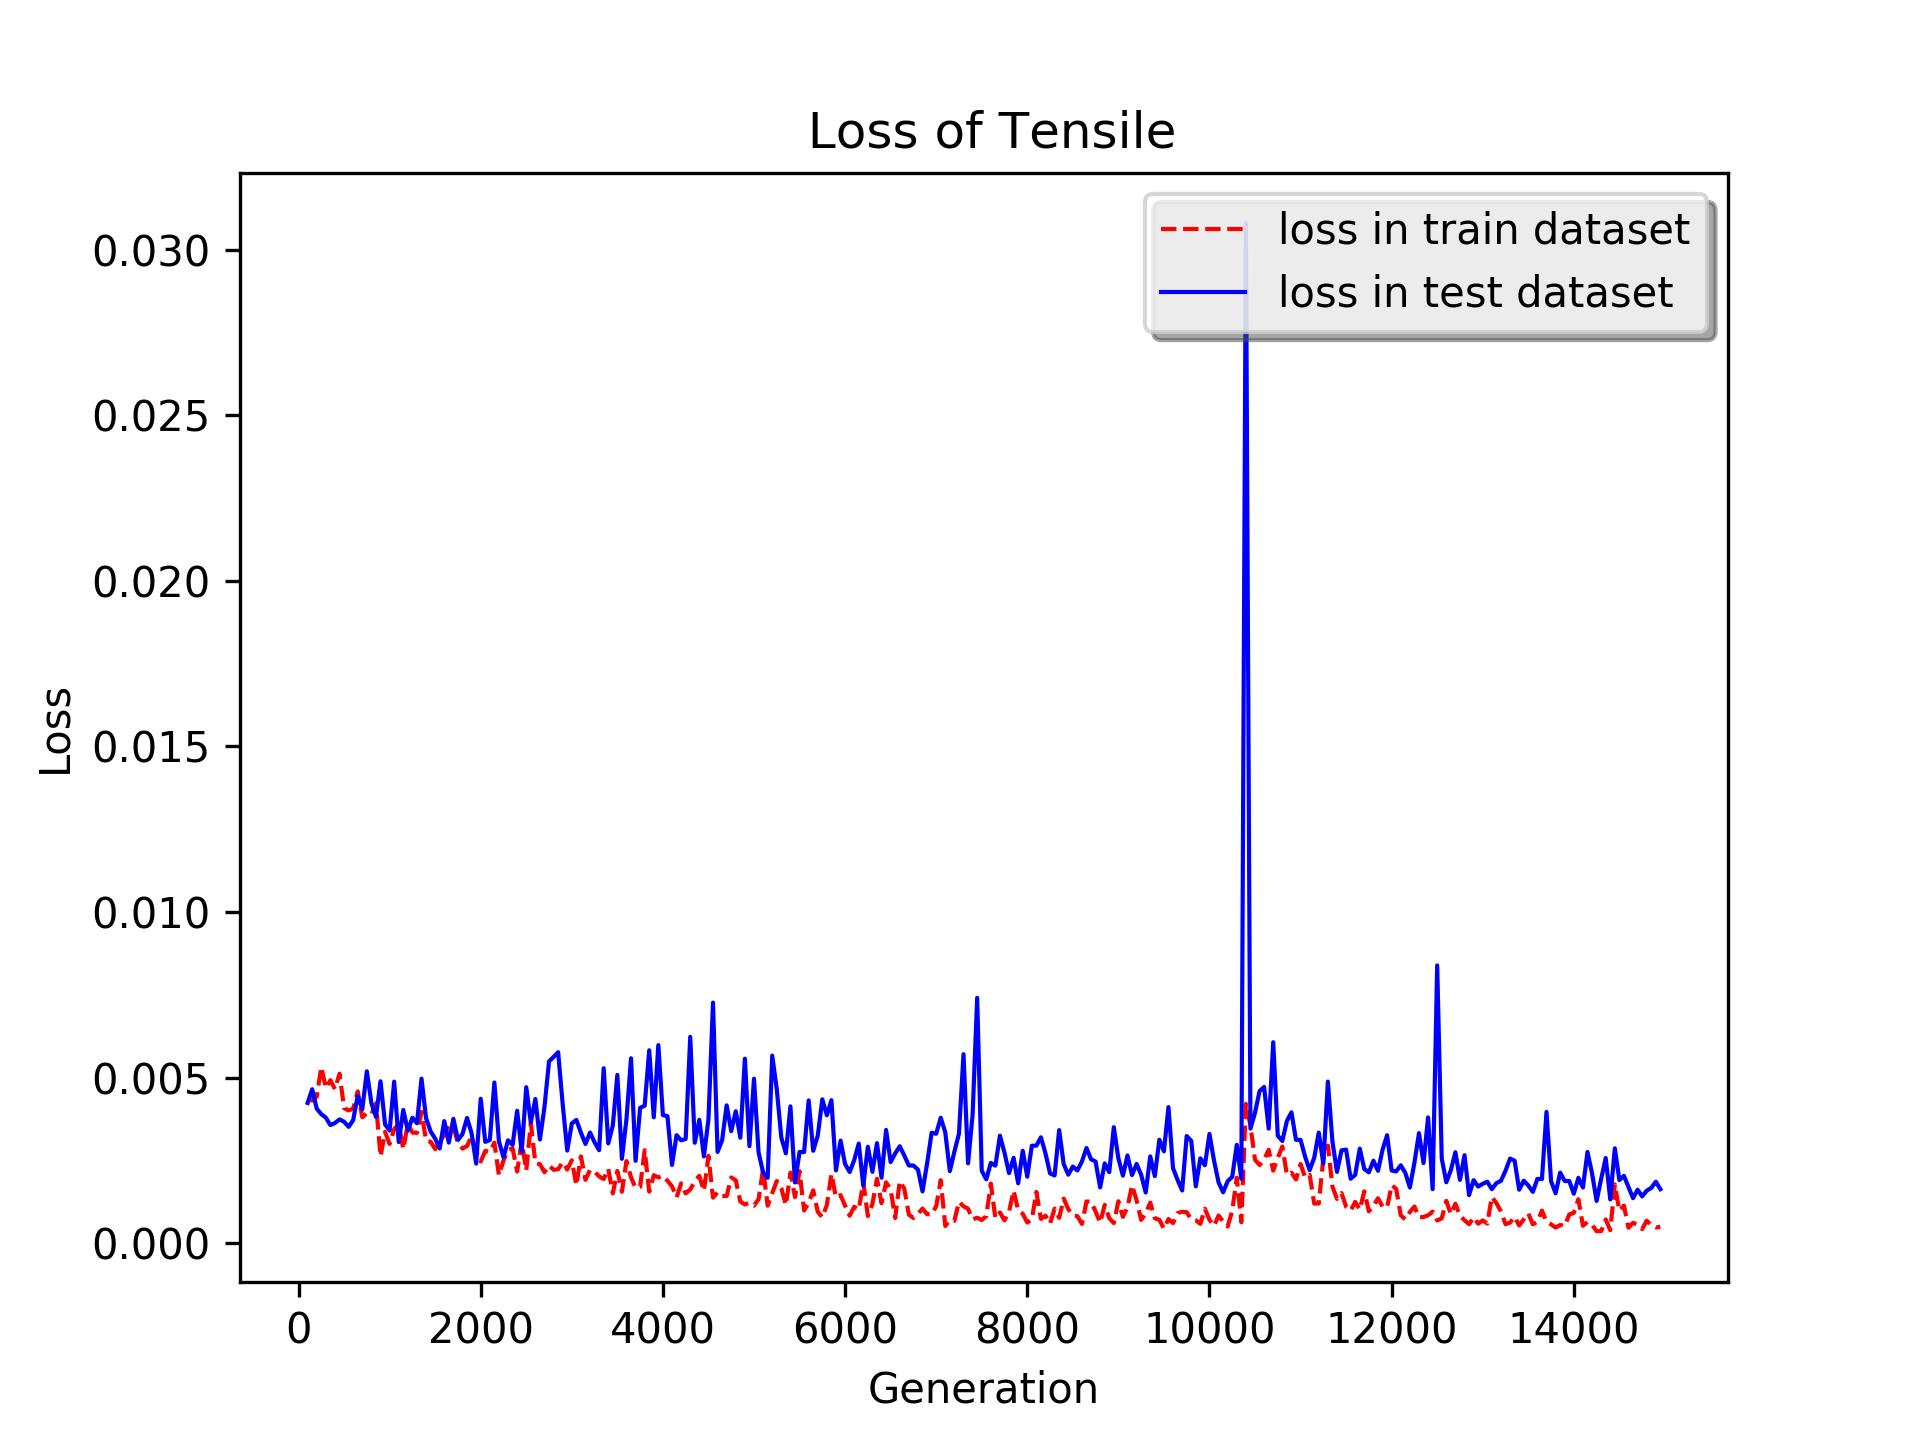 Loss of Tensile
loss in train dataset
loss in test dataset
0.030
0.025
0.020
0.015
0.010
0.005
0.000
Loss
0 2000 4000 6000 8000 10000 12000 14000
Generation